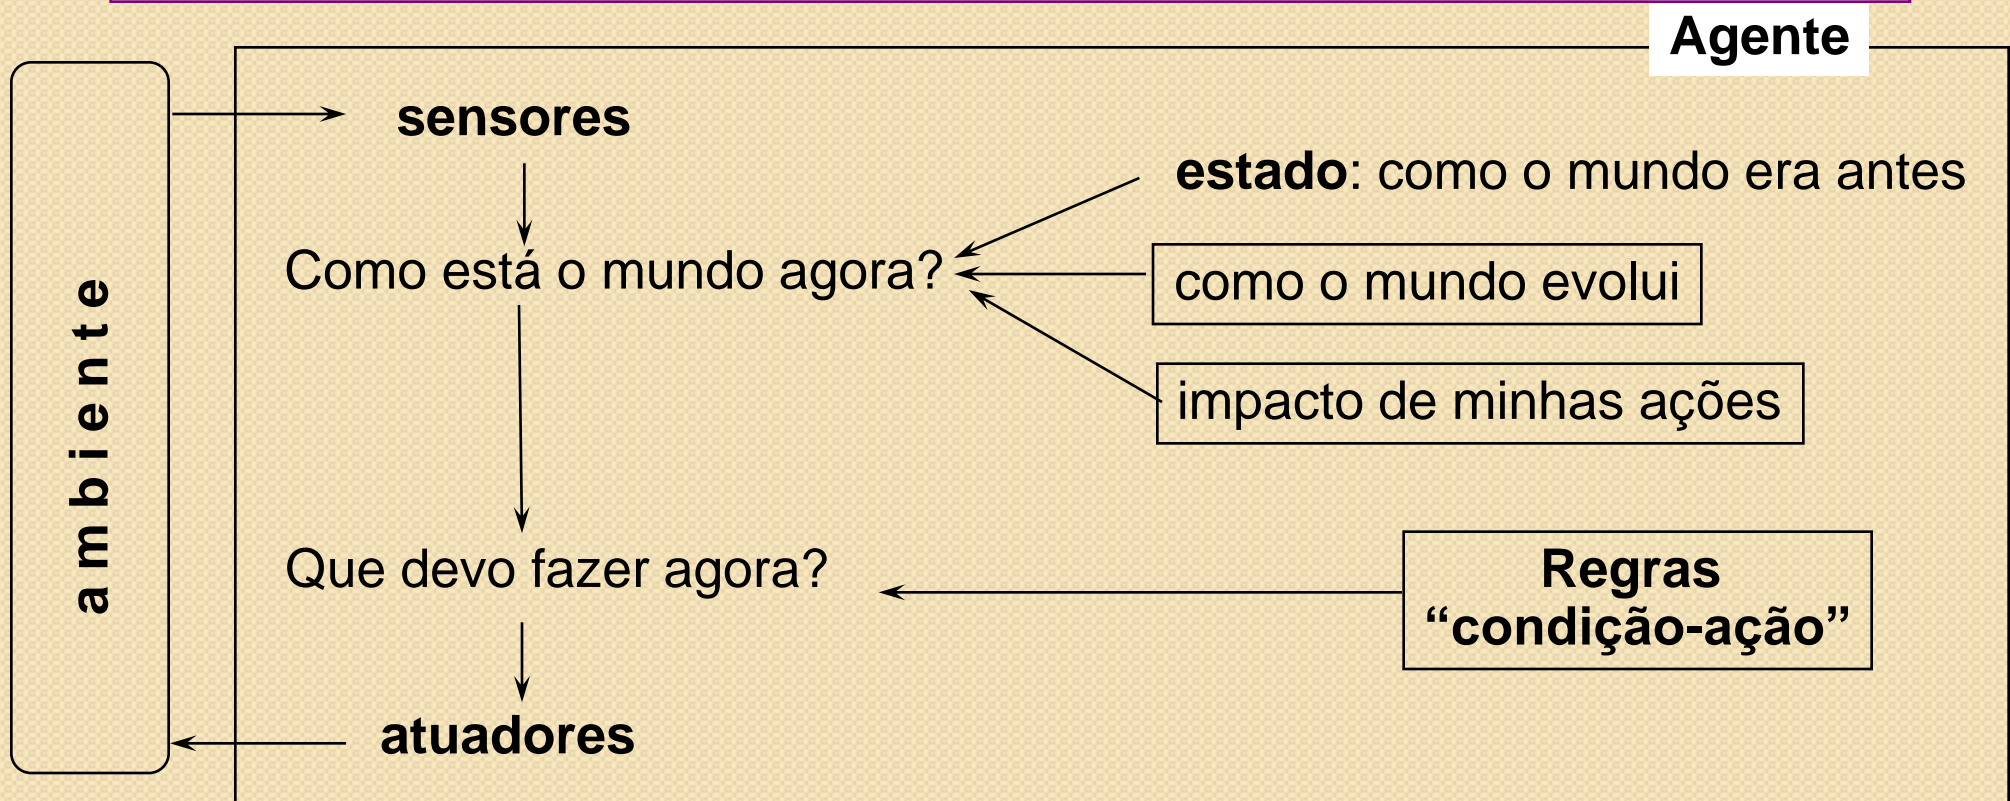 Agente
sensores
estado: como o mundo era antes
Como está o mundo agora?
como o mundo evolui
impacto de minhas ações
ambiente
Que devo fazer agora?
Regras
“condição-ação”
atuadores